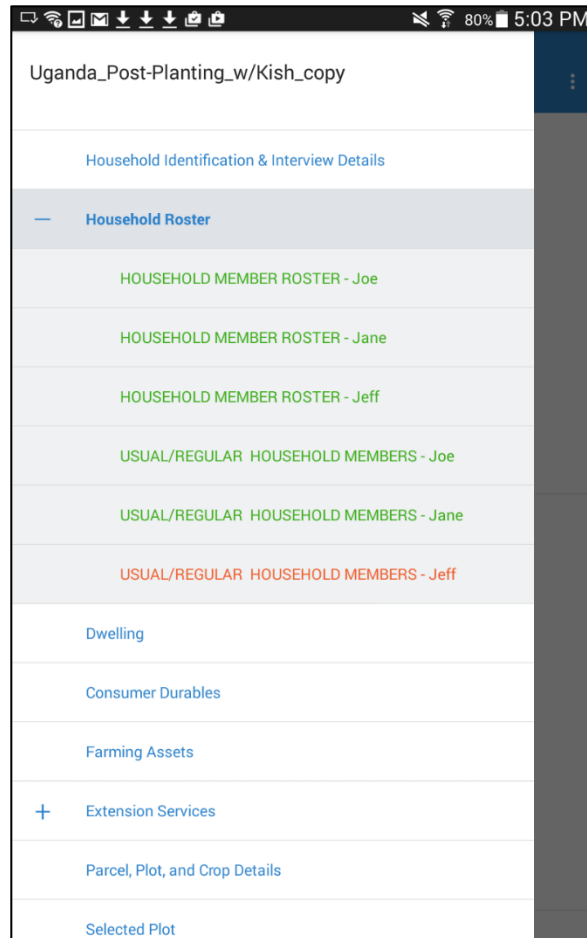 80% 5:03 PM
Uganda_Post-Planting_w/Kish_copy
Household Identification & Interview Details
— Household Roster
HOUSEHOLD MEMBER ROSTER - Joe
HOUSEHOLD MEMBER ROSTER - Jane
HOUSEHOLD MEMBER ROSTER - Jeff
USUAL/REGULAR HOUSEHOLD MEMBERS - Joe
USUAL/REGULAR HOUSEHOLD MEMBERS - Jane
USUAL/REGULAR HOUSEHOLD MEMBERS - Jeff
Dwelling
Consumer Durables
Farming Assets
+ Extension Services
Parcel, Plot, and Crop Details
Selected Plot